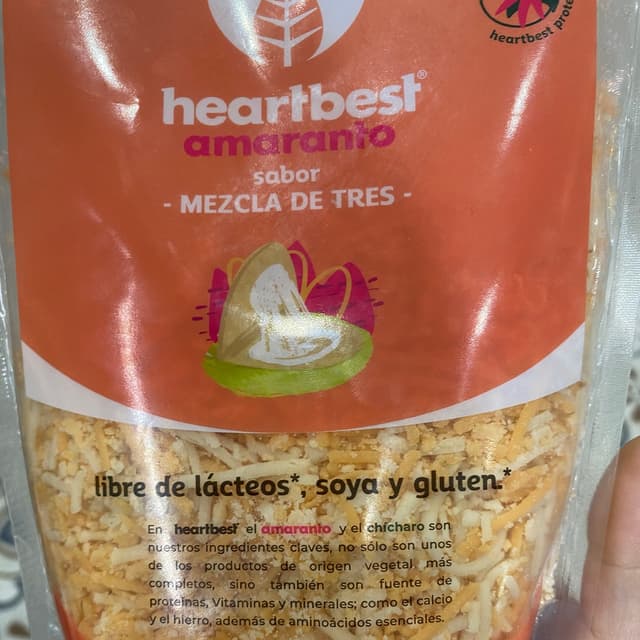 heartbest prote
heartbest®
amaranto
sabor
- MEZCLA DE TRES -
libre de lácteos*, soya y gluten.*
En heartbest el amaranto y el chícharo son
nuestros ingredientes claves, no sólo son unos
de los productos de origen vegetal más
completos, sino también son fuente de
proteínas, Vitaminas y minerales; como el calcio
y el hierro, además de aminoácidos esenciales.